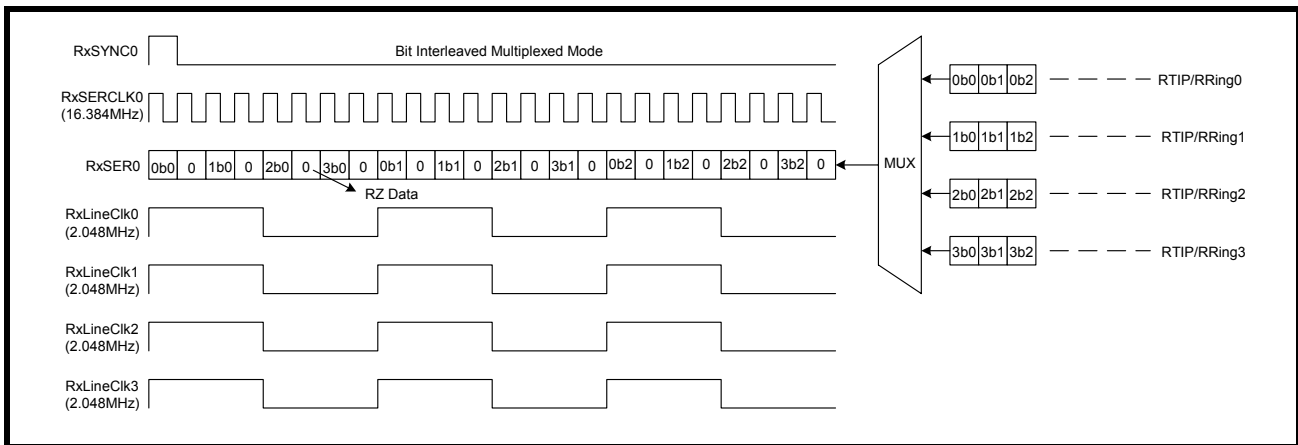 RxSYNC0
Bit Interleaved Multiplexed Mode
RxSERCLK0
(16.384MHz)
RxSER0 0b0 0 1b0 0 2b0 0 3b0 0 0b1 0 1b1 0 2b1 0 3b1 0 0b2 0 1b2 0 2b2 0 3b2 0
RZ Data
RxLineClk0
(2.048MHz)
RxLineClk1
(2.048MHz)
RxLineClk2
(2.048MHz)
RxLineClk3
(2.048MHz)
MUX
0b0 0b1 0b2 RTIP/RRing0
1b0 1b1 1b2 RTIP/RRing1
2b0 2b1 2b2 RTIP/RRing2
3b0 3b1 3b2 RTIP/RRing3